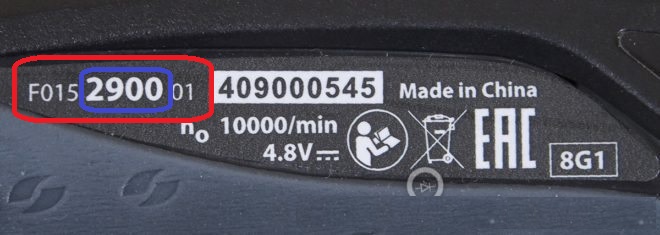 F015 2900 01 409000545 Made in China
n₀ 10000/min
4.8V⎓ EAC 8G1